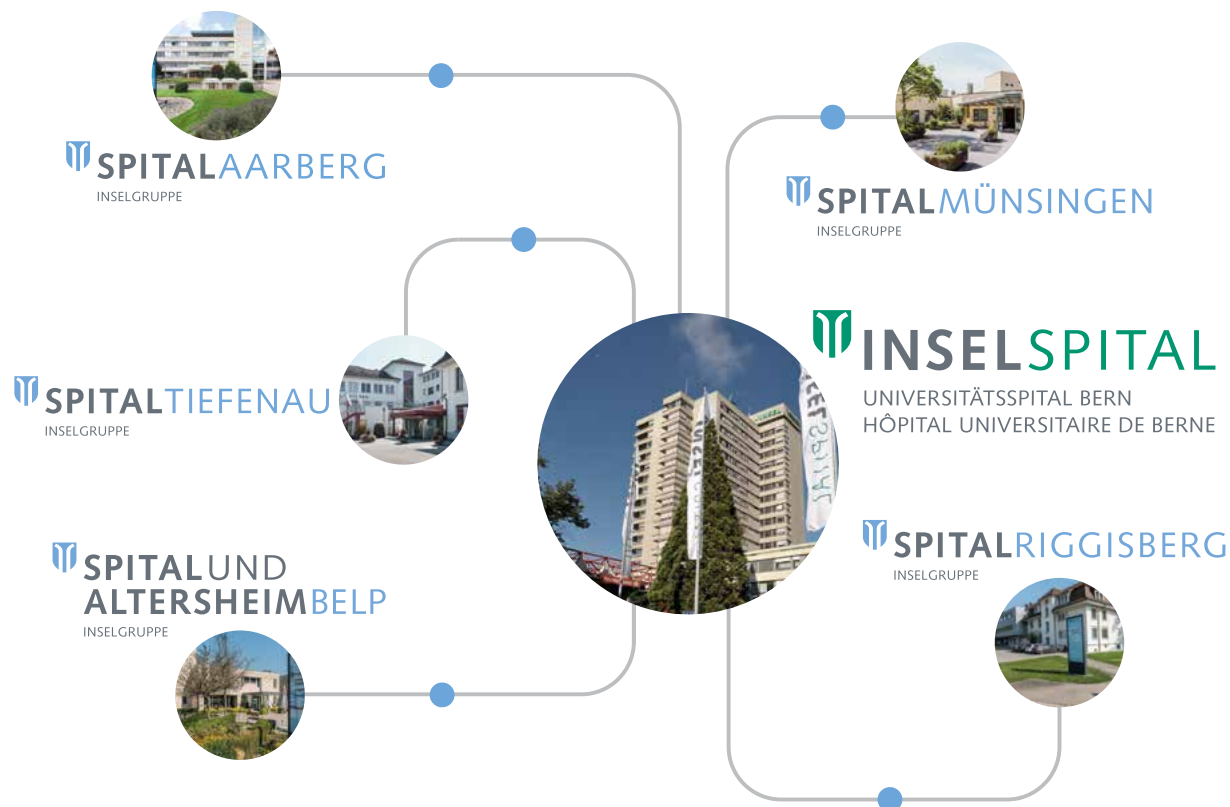 SPITALAARBERG
INSELGRUPPE
SPITALMÜNSINGEN
INSELGRUPPE
SPITALTIEFENAU
INSELGRUPPE
INSELSPITAL
UNIVERSITÄTSSPITAL BERN
HÔPITAL UNIVERSITAIRE DE BERNE
SPITALUND
ALTERSHEIMBELP
INSELGRUPPE
SPITALRIGGISBERG
INSELGRUPPE